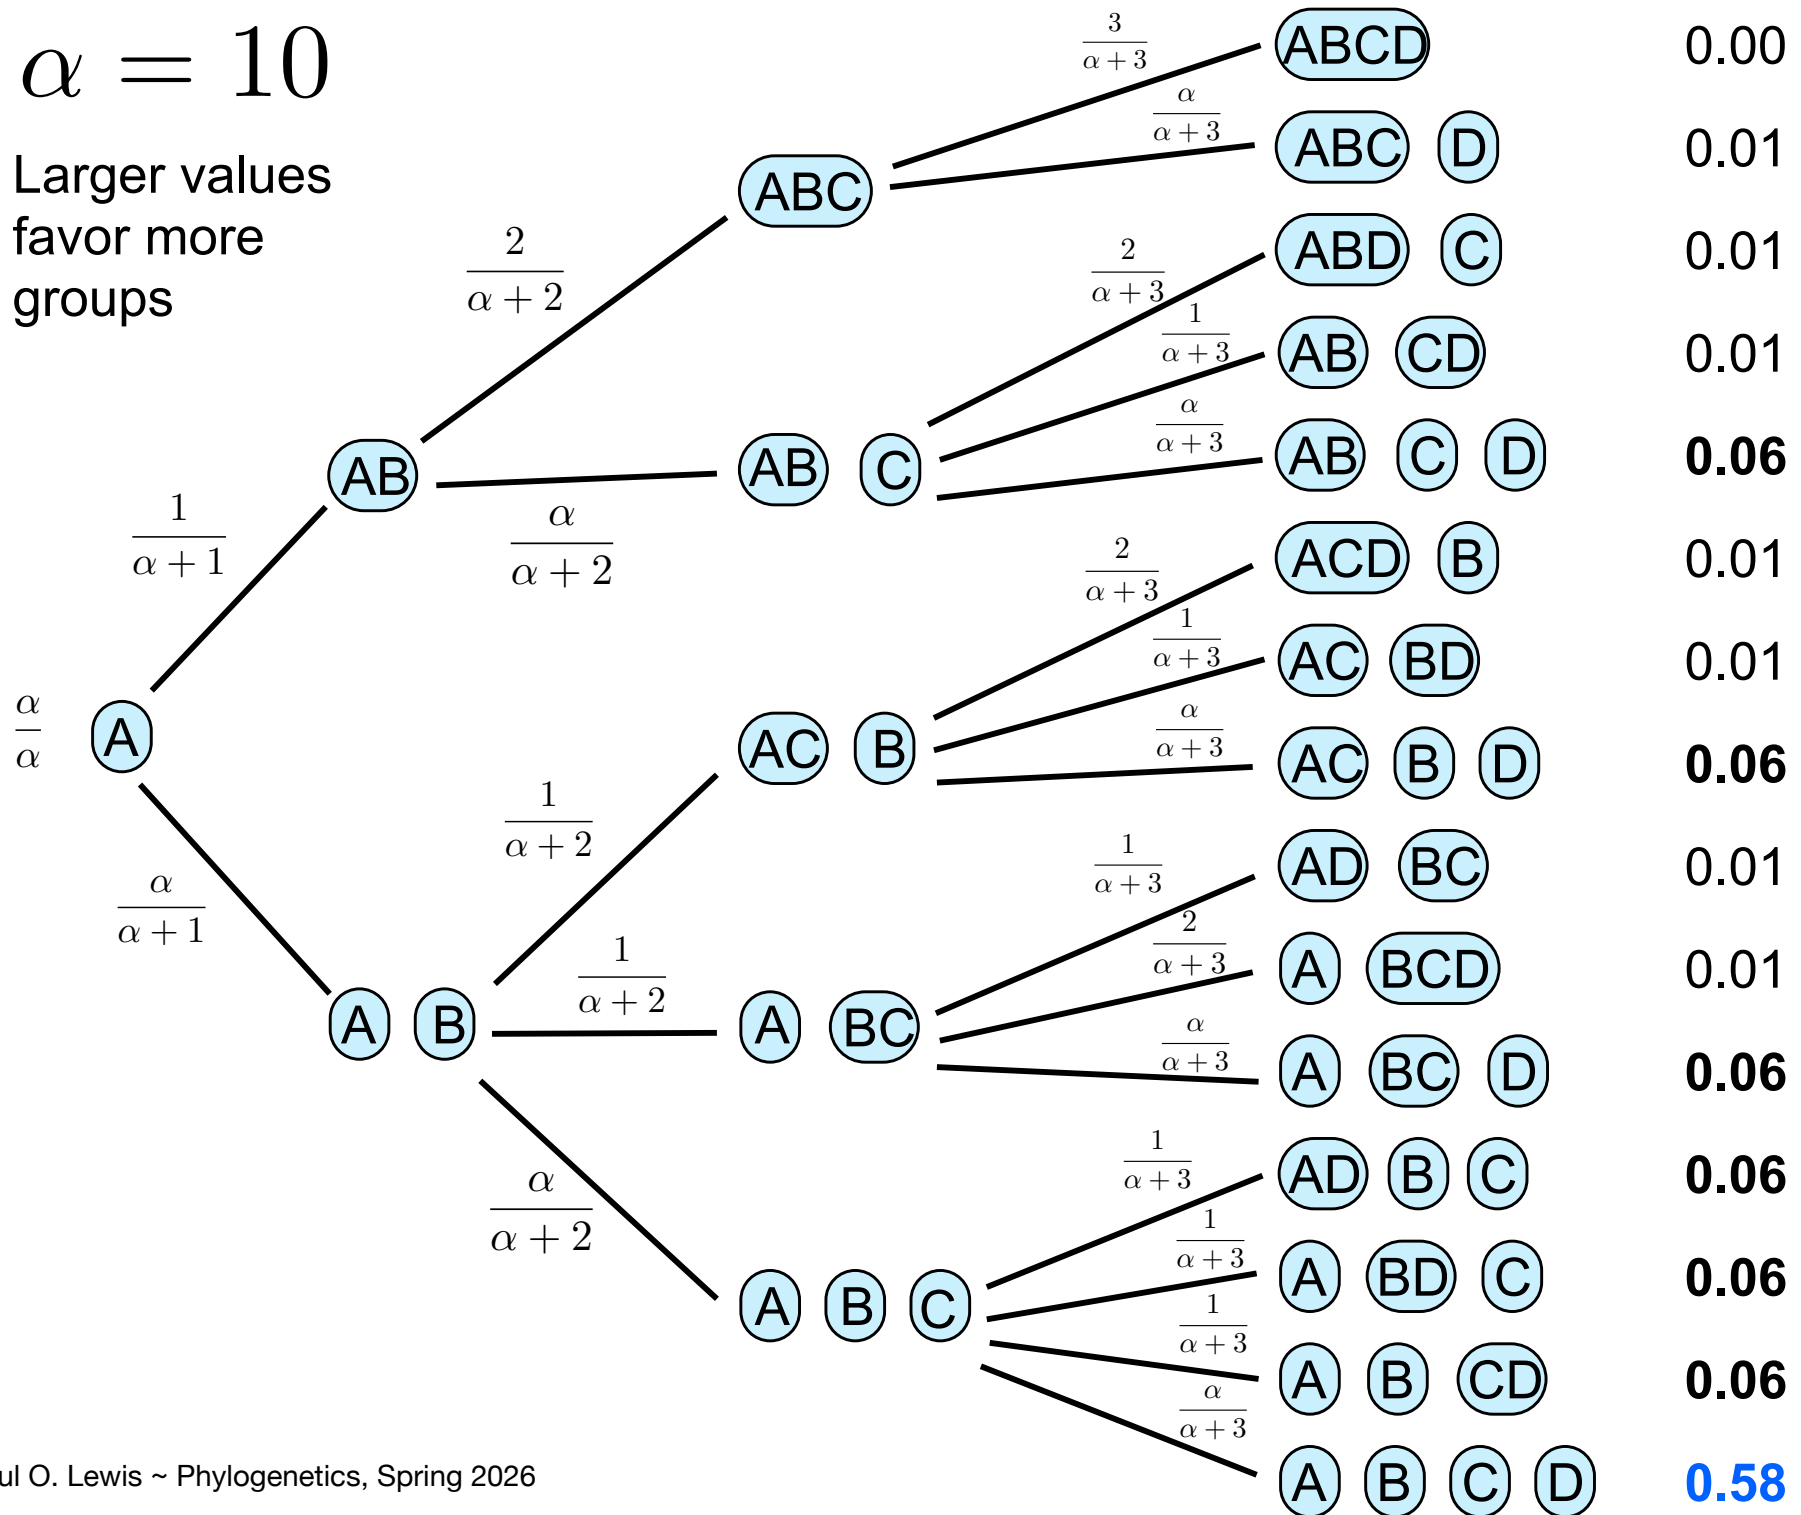 α = 10
Larger values
favor more
groups
α/α
A
1/(α + 1)
α/(α + 1)
AB
A B
2/(α + 2)
α/(α + 2)
1/(α + 2)
1/(α + 2)
α/(α + 2)
ABC
AB C
AC B
A BC
A B C
3/(α + 3) ABCD 0.00
α/(α + 3) ABC D 0.01
2/(α + 3) ABD C 0.01
1/(α + 3) AB CD 0.01
α/(α + 3) AB C D 0.06
2/(α + 3) ACD B 0.01
1/(α + 3) AC BD 0.01
α/(α + 3) AC B D 0.06
1/(α + 3) AD BC 0.01
2/(α + 3) A BCD 0.01
α/(α + 3) A BC D 0.06
1/(α + 3) AD B C 0.06
1/(α + 3) A BD C 0.06
1/(α + 3) A B CD 0.06
α/(α + 3) A B C D 0.58
ul O. Lewis ~ Phylogenetics, Spring 2026